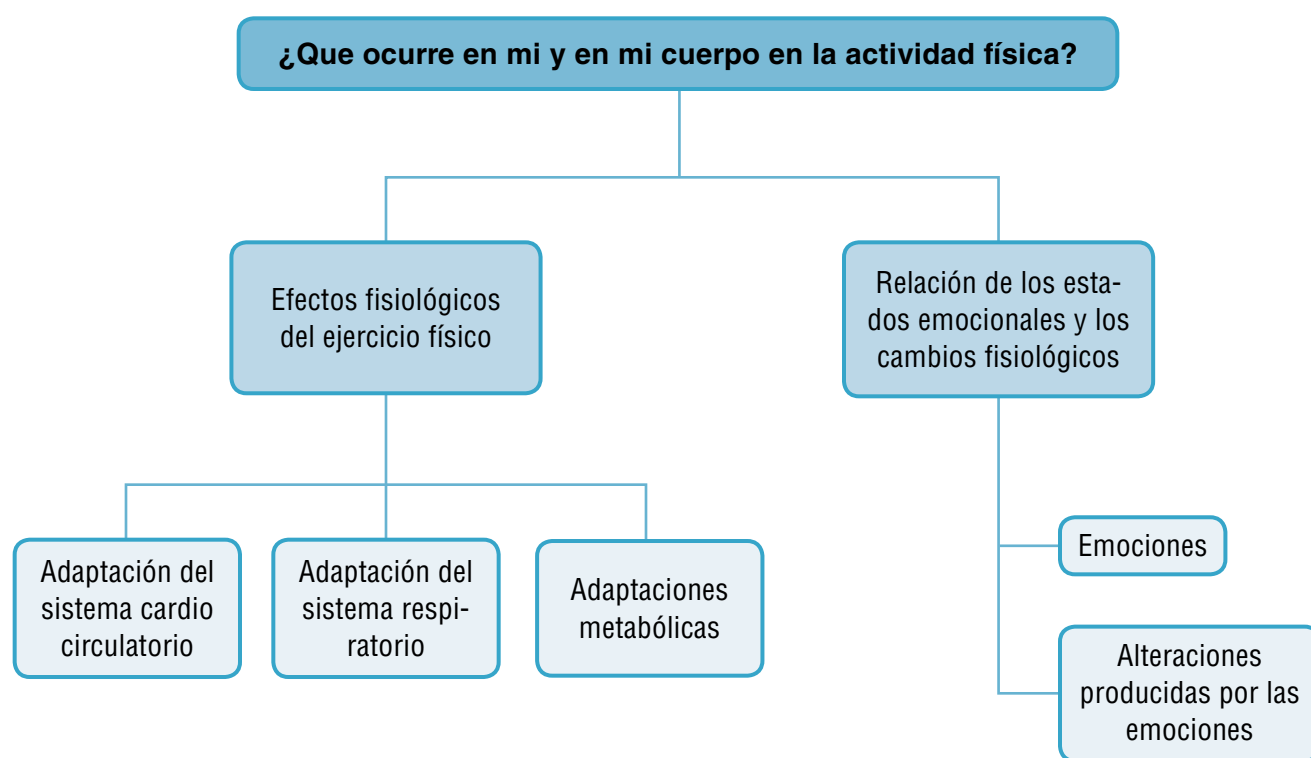 ¿Que ocurre en mi y en mi cuerpo en la actividad física?
Efectos fisiológicos
del ejercicio físico
Relación de los esta-
dos emocionales y los
cambios fisiológicos
Adaptación del
sistema cardio
circulatorio
Adaptación del
sistema respi-
ratorio
Adaptaciones
metabólicas
Emociones
Alteraciones
producidas por las
emociones